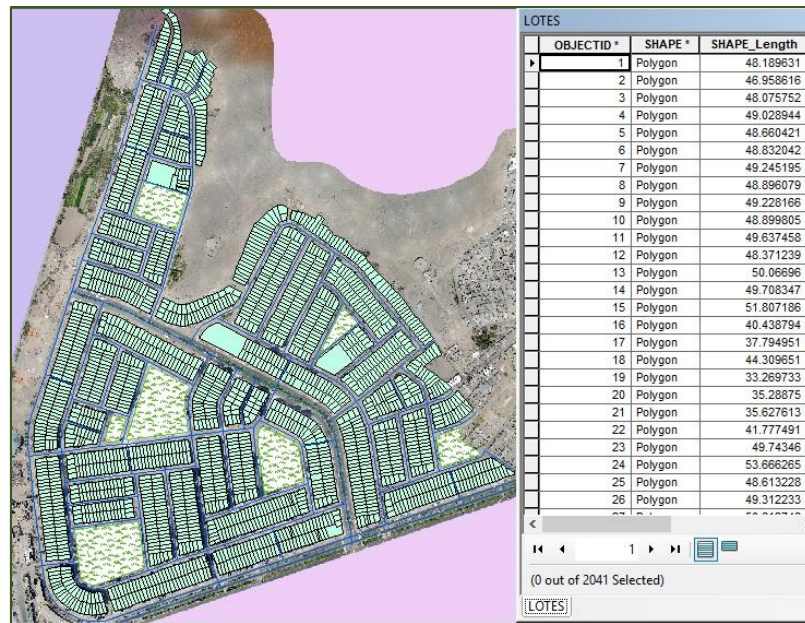 LOTES
OBJECTID * SHAPE * SHAPE_Length
1 Polygon 48.189631
2 Polygon 46.958616
3 Polygon 48.075752
4 Polygon 49.028944
5 Polygon 48.660421
6 Polygon 48.832042
7 Polygon 49.245195
8 Polygon 48.896079
9 Polygon 49.228166
10 Polygon 48.899805
11 Polygon 49.637458
12 Polygon 48.371239
13 Polygon 50.06696
14 Polygon 49.708347
15 Polygon 51.807186
16 Polygon 40.438794
17 Polygon 37.794951
18 Polygon 44.309651
19 Polygon 33.269733
20 Polygon 35.28875
21 Polygon 35.627613
22 Polygon 41.777491
23 Polygon 49.74346
24 Polygon 53.666265
25 Polygon 48.613228
26 Polygon 49.312233
1
(0 out of 2041 Selected)
LOTES